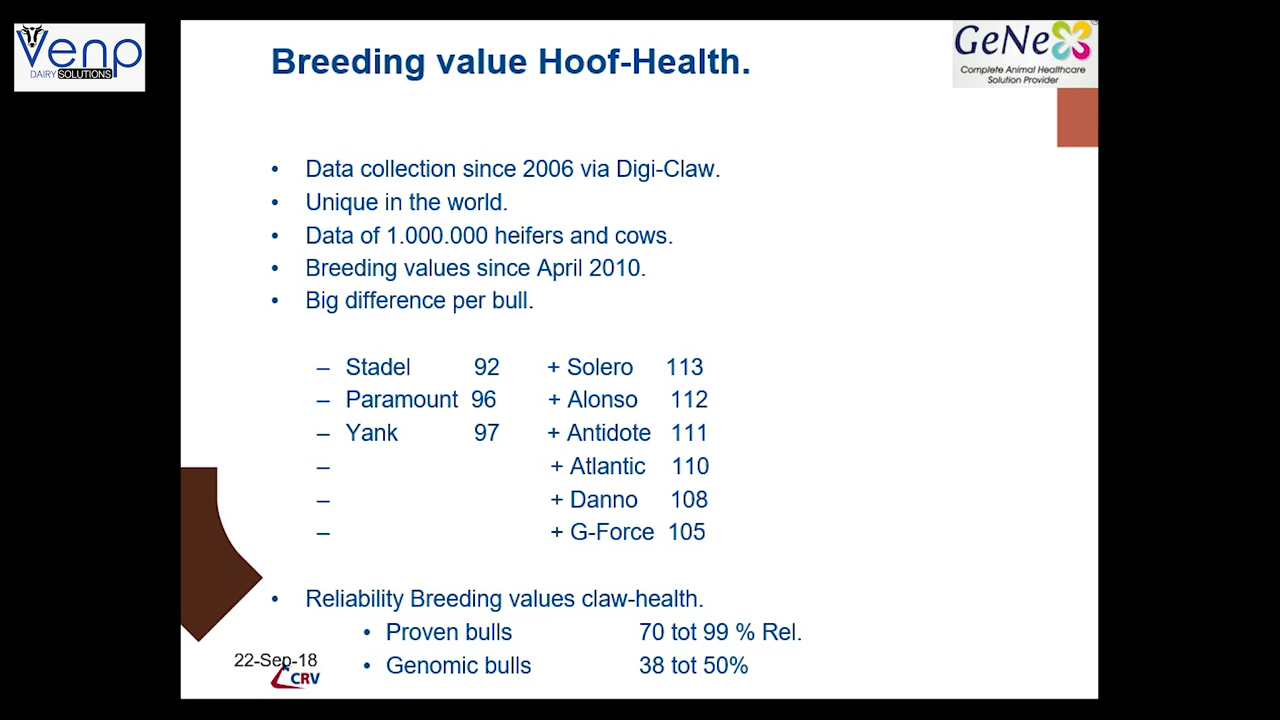 Venp
DAIRY SOLUTIONS
Breeding value Hoof-Health.
GeNeX
Complete Animal Healthcare
Solution Provider
• Data collection since 2006 via Digi-Claw.
• Unique in the world.
• Data of 1.000.000 heifers and cows.
• Breeding values since April 2010.
• Big difference per bull.
– Stadel 92 + Solero 113
– Paramount 96 + Alonso 112
– Yank 97 + Antidote 111
– + Atlantic 110
– + Danno 108
– + G-Force 105
• Reliability Breeding values claw-health.
• Proven bulls 70 tot 99 % Rel.
• Genomic bulls 38 tot 50%
22-Sep-18
CRV